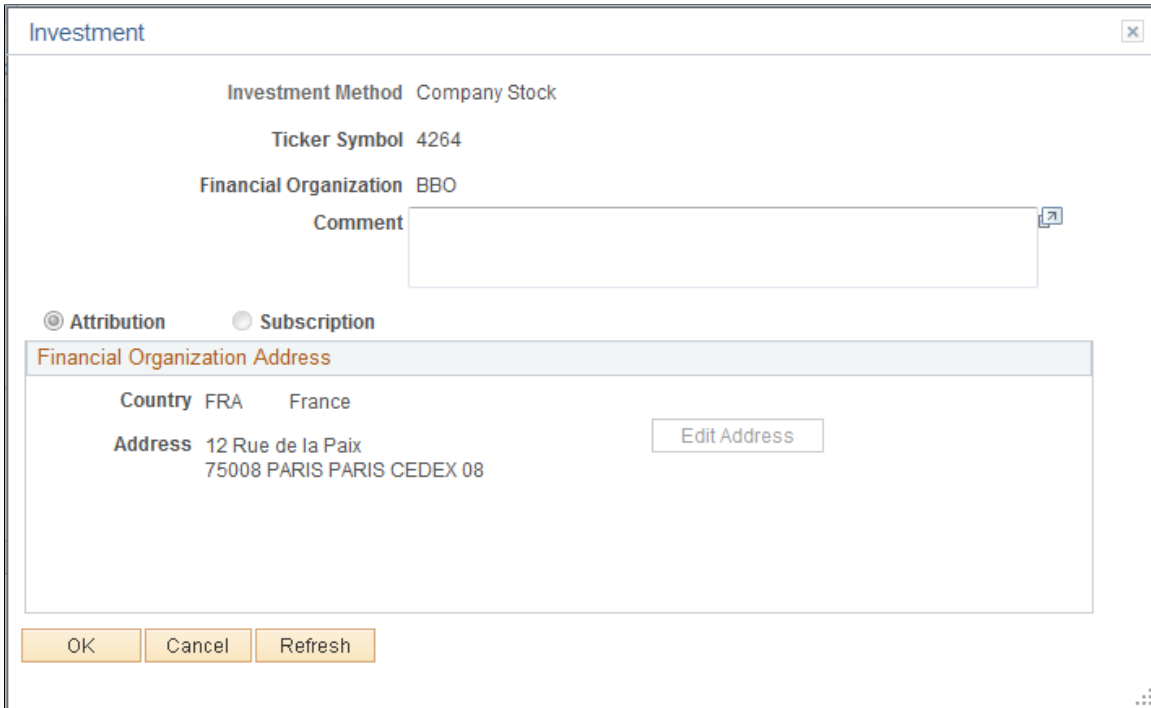 Investment
Investment Method Company Stock
Ticker Symbol 4264
Financial Organization BBO
Comment
Attribution Subscription
Financial Organization Address
Country FRA France
Address 12 Rue de la Paix
Edit Address
75008 PARIS PARIS CEDEX 08
OK Cancel Refresh